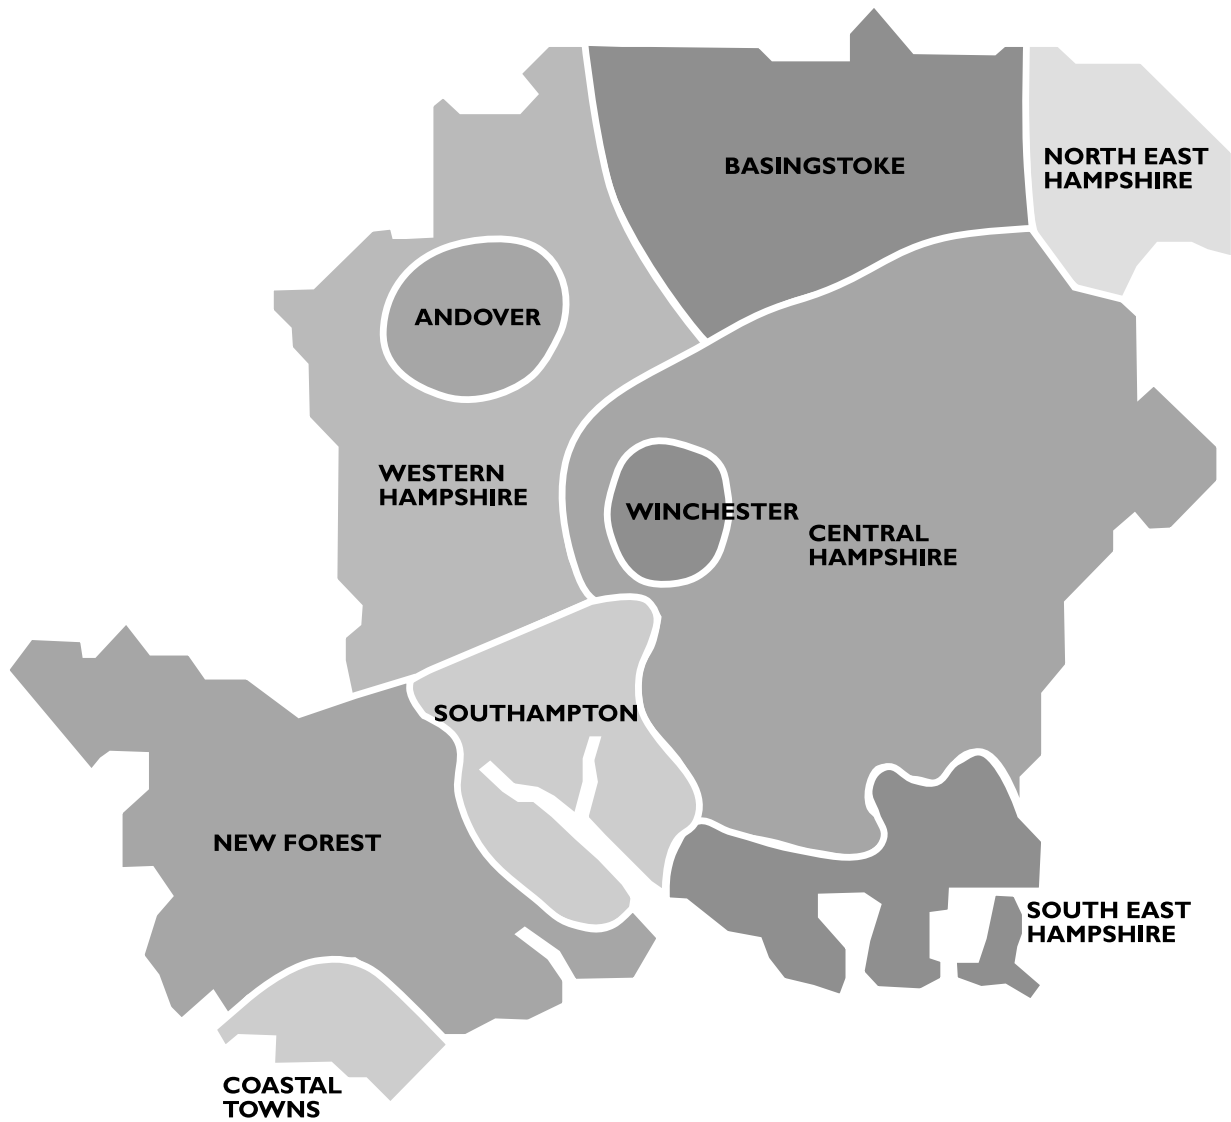 BASINGSTOKE
NORTH EAST
HAMPSHIRE
ANDOVER
WESTERN
HAMPSHIRE
WINCHESTER
CENTRAL
HAMPSHIRE
SOUTHAMPTON
NEW FOREST
SOUTH EAST
HAMPSHIRE
COASTAL
TOWNS